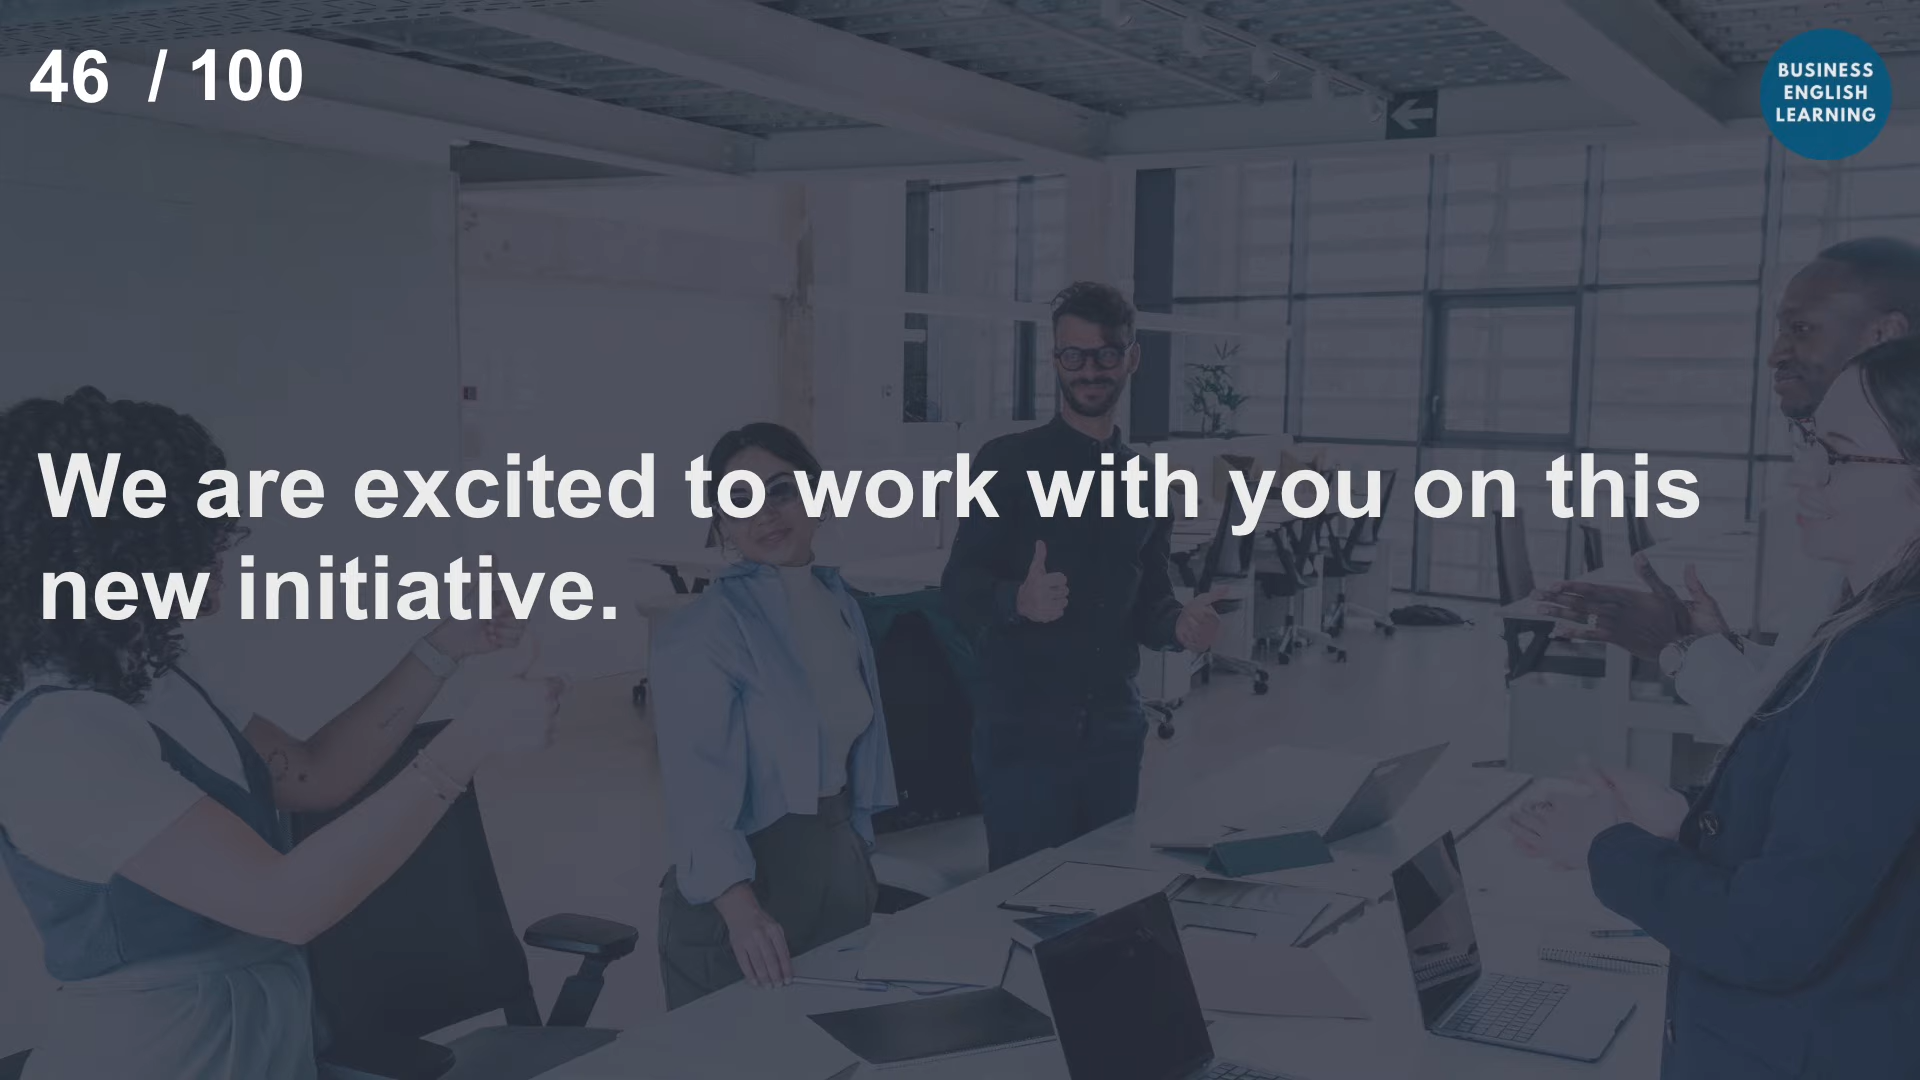 46 / 100
BUSINESS
ENGLISH
LEARNING
We are excited to work with you on this
new initiative.